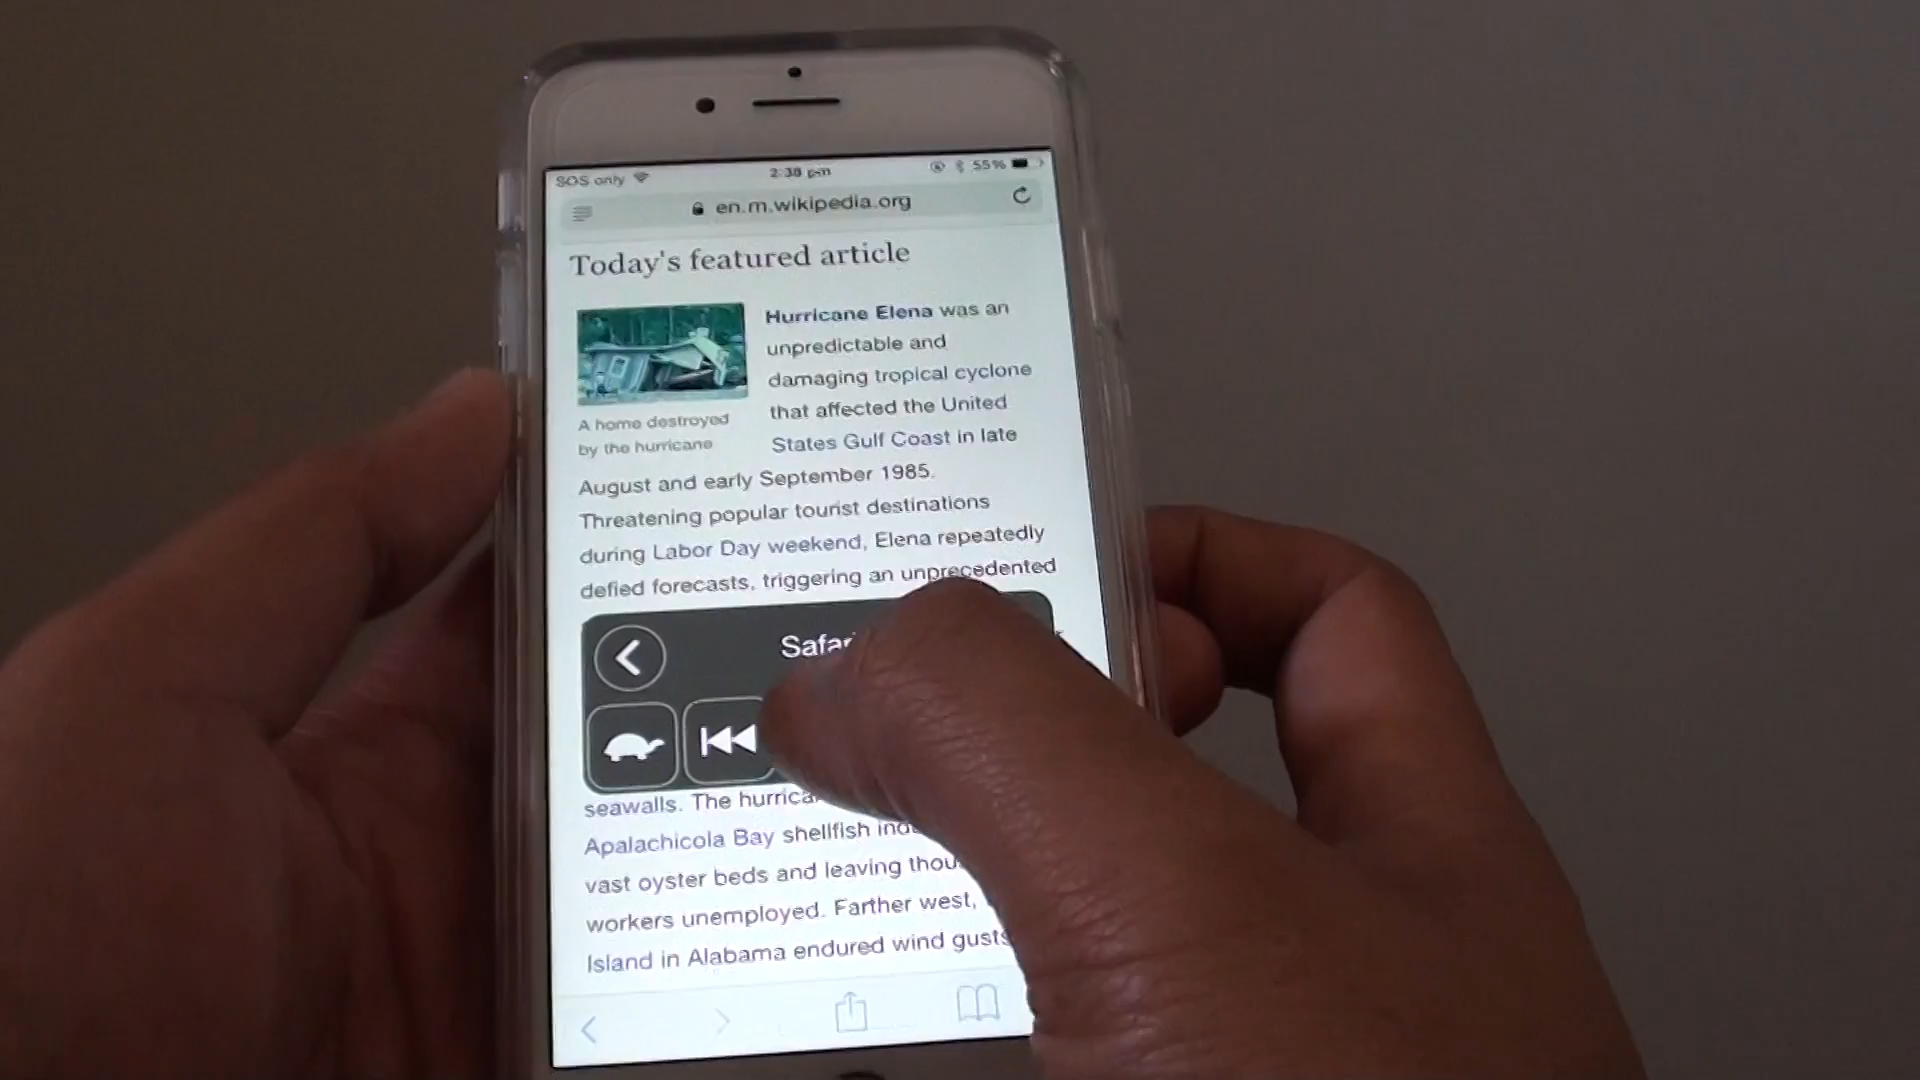 SOS only
2:38 pm
55%
en.m.wikipedia.org
Today's featured article
Hurricane Elena was an
unpredictable and
damaging tropical cyclone
that affected the United
States Gulf Coast in late
A home destroyed
by the hurricane
August and early September 1985.
Threatening popular tourist destinations
during Labor Day weekend, Elena repeatedly
defied forecasts, triggering an unprecedented
Safari
seawalls. The
Apalachicola Bay shellfish
vast oyster beds and leaving
workers unemployed. Farther west,
Island in Alabama endured wind gusts